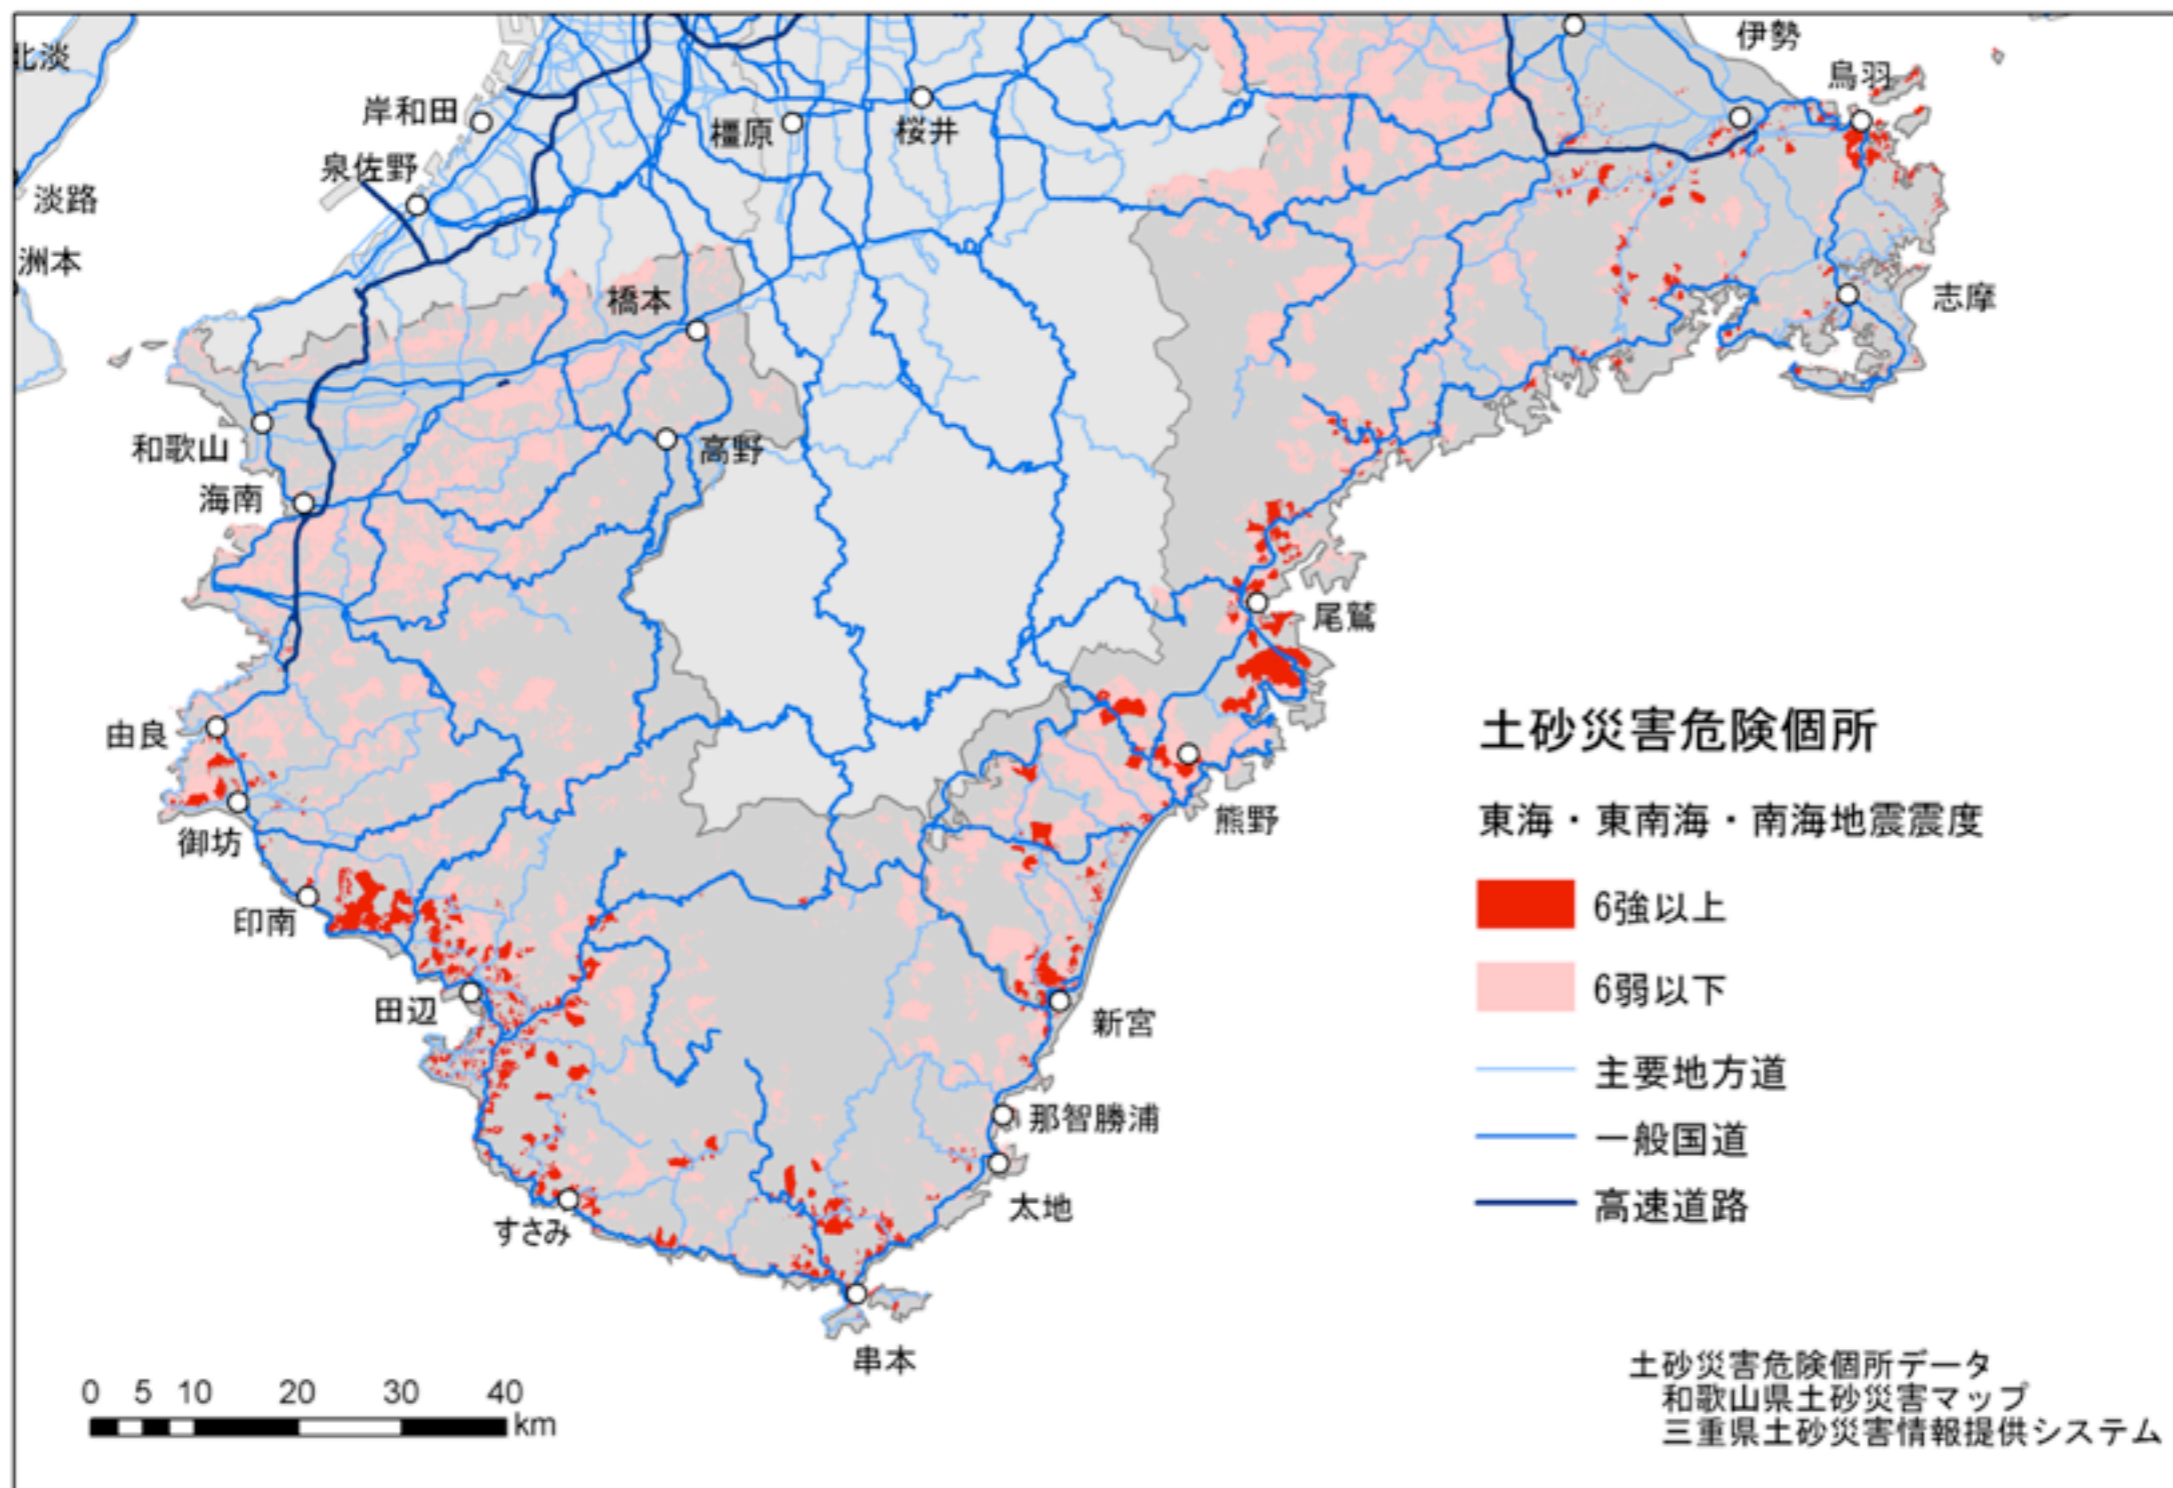 北淡
伊勢
鳥羽
岸和田
橿原
桜井
泉佐野
淡路
洲本
橋本
志摩
和歌山
高野
海南
尾鷲
由良
土砂災害危険個所
東海・東南海・南海地震震度
熊野
御坊
6強以上
印南
6弱以下
田辺
新宮
主要地方道
那智勝浦
一般国道
太地
高速道路
すさみ
串本
土砂災害危険個所データ
和歌山県土砂災害マップ
三重県土砂災害情報提供システム
0 5 10 20 30 40
km